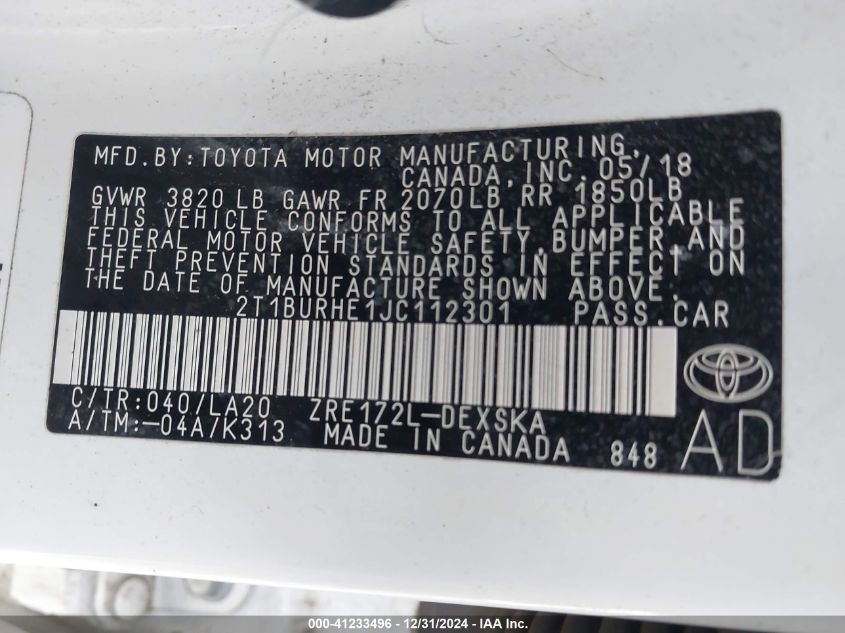 MFD.BY:TOYOTA MOTOR MANUFACTURING,
CANADA,INC. 05/18
GVWR 3820 LB GAWR FR 2070LB RR 1850LB
THIS VEHICLE CONFORMS TO ALL APPLICABLE
FEDERAL MOTOR VEHICLE SAFETY,BUMPER,AND
THEFT PREVENTION STANDARDS IN EFFECT ON
THE DATE OF MANUFACTURE SHOWN ABOVE.
2T1BURHE1JC112301 PASS.CAR
C/TR:040/LA20 ZRE172L-DEXSKA
A/TM:-04A/K313 MADE IN CANADA 848 AD
000-41233496 - 12/31/2024 - IAA Inc.